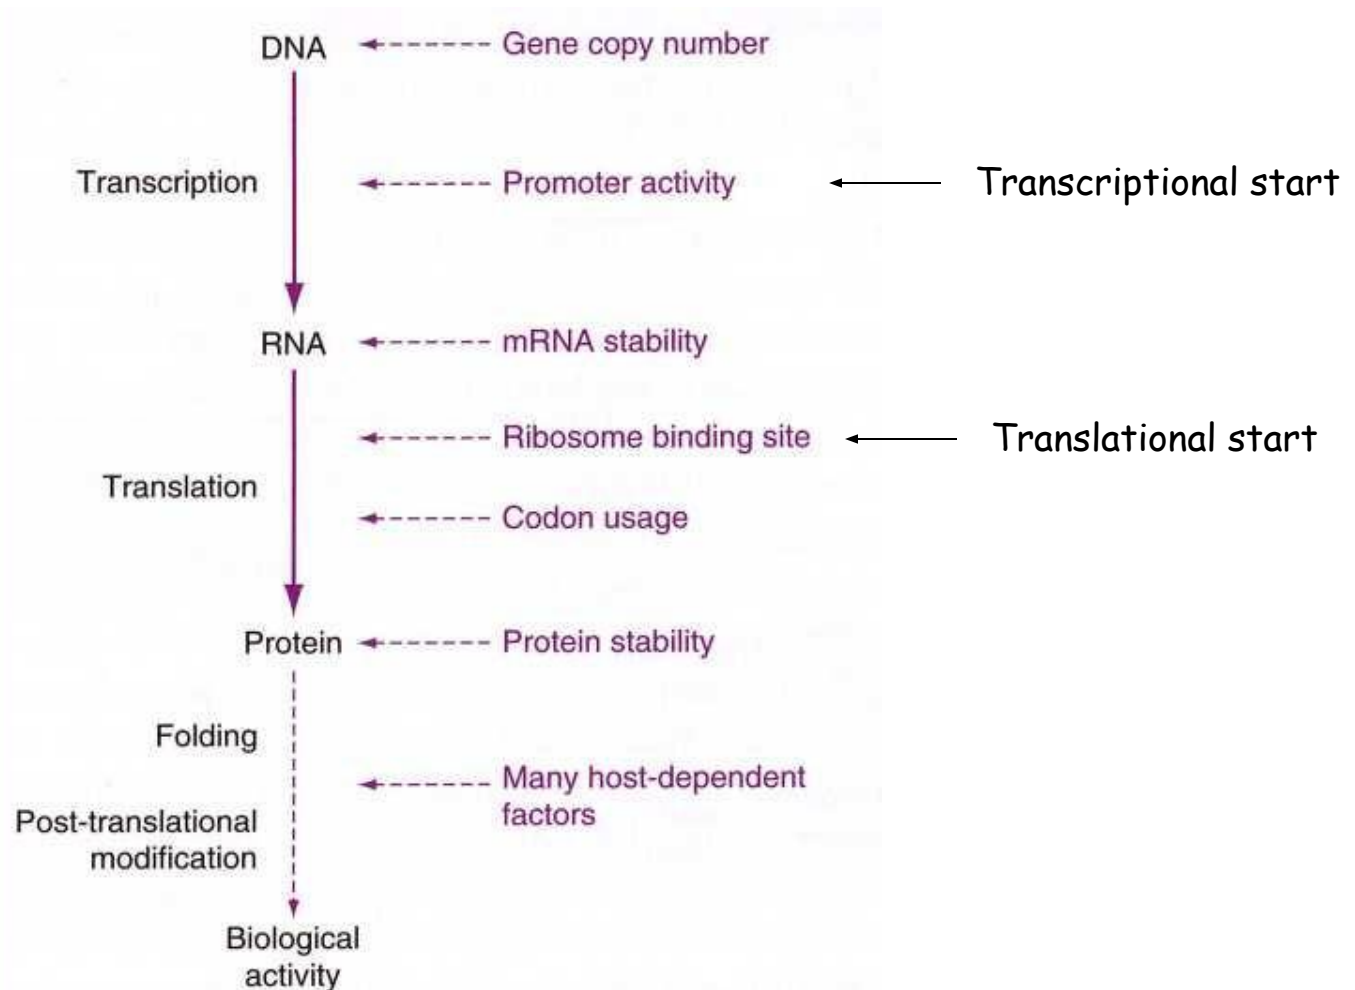 DNA
Gene copy number
Transcription
Promoter activity
Transcriptional start
RNA
mRNA stability
Ribosome binding site
Translational start
Translation
Codon usage
Protein
Protein stability
Folding
Many host-dependent
factors
Post-translational
modification
Biological
activity